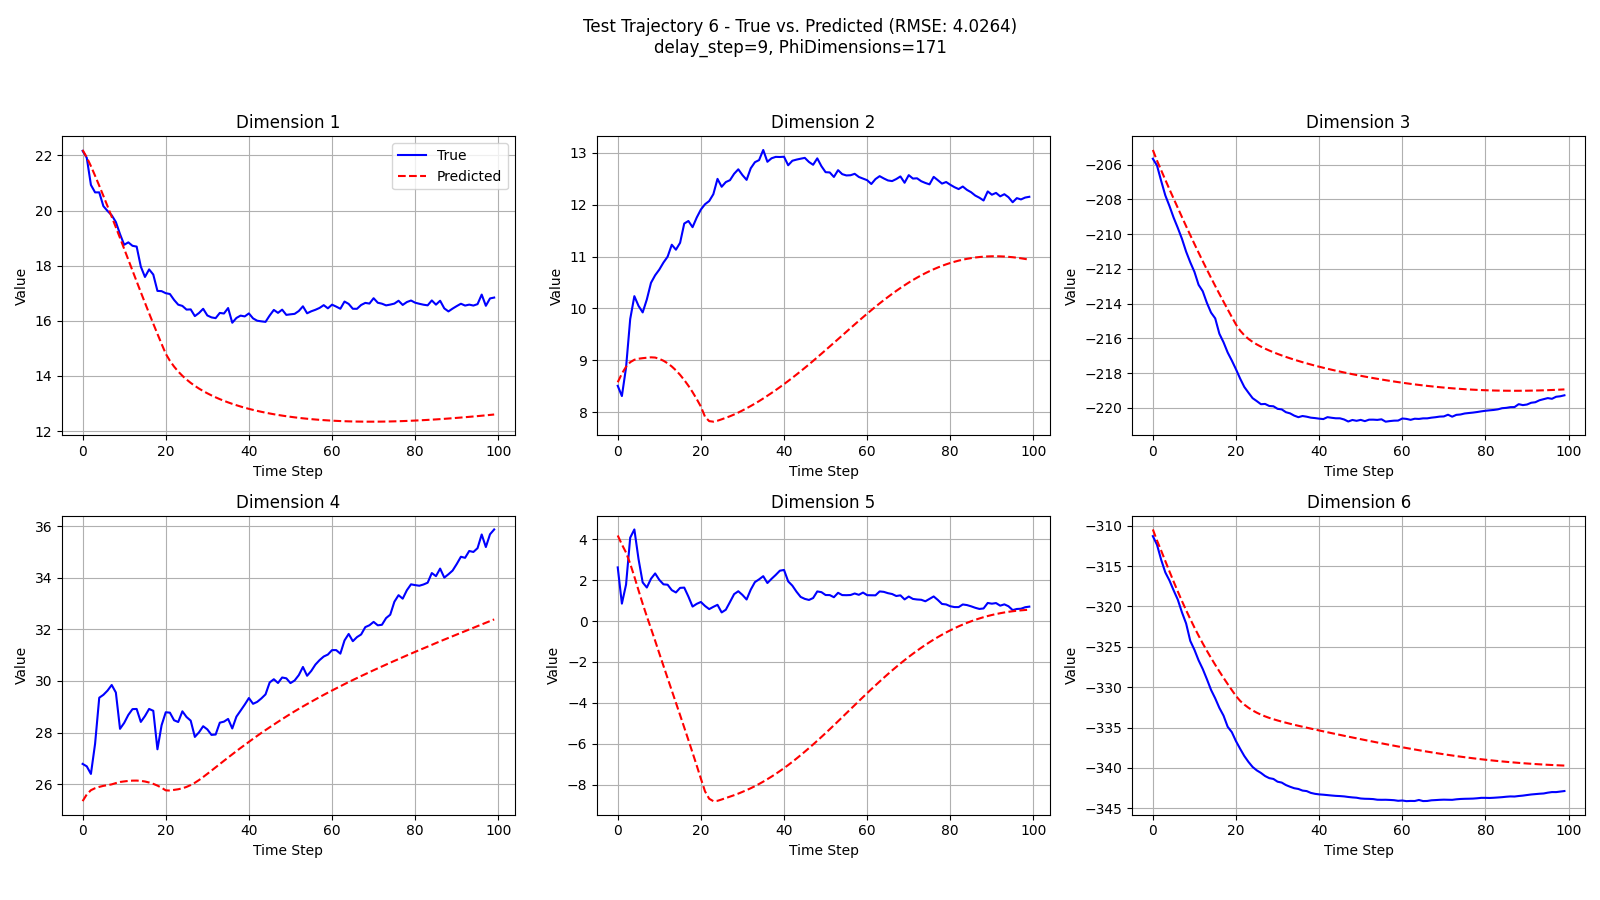 Test Trajectory 6 - True vs. Predicted (RMSE: 4.0264)
delay_step=9, PhiDimensions=171
Dimension 1
Value
22
20
18
16
14
12
0 20 40 60 80 100
Time Step
True
Predicted
Dimension 2
Value
13
12
11
10
9
8
0 20 40 60 80 100
Time Step
Dimension 3
Value
−206
−208
−210
−212
−214
−216
−218
−220
0 20 40 60 80 100
Time Step
Dimension 4
Value
36
34
32
30
28
26
0 20 40 60 80 100
Time Step
Dimension 5
Value
4
2
0
−2
−4
−6
−8
0 20 40 60 80 100
Time Step
Dimension 6
Value
−310
−315
−320
−325
−330
−335
−340
−345
0 20 40 60 80 100
Time Step